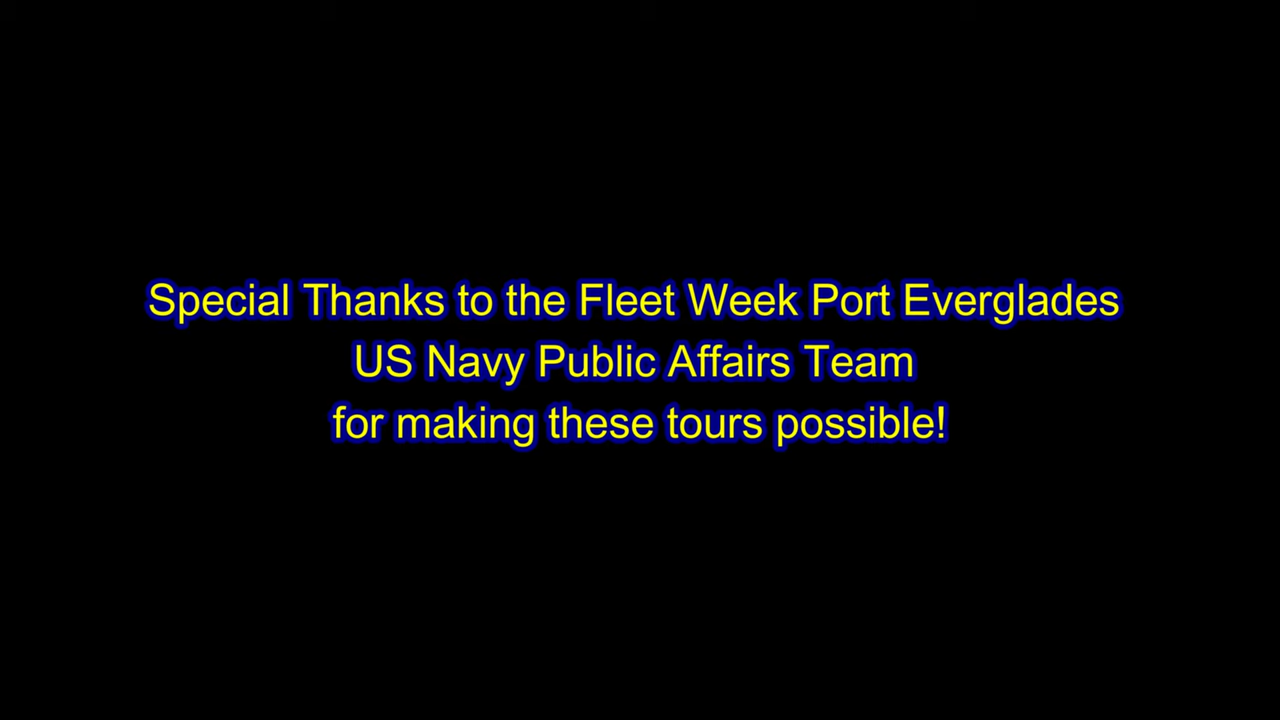 Special Thanks to the Fleet Week Port Everglades
US Navy Public Affairs Team
for making these tours possible!